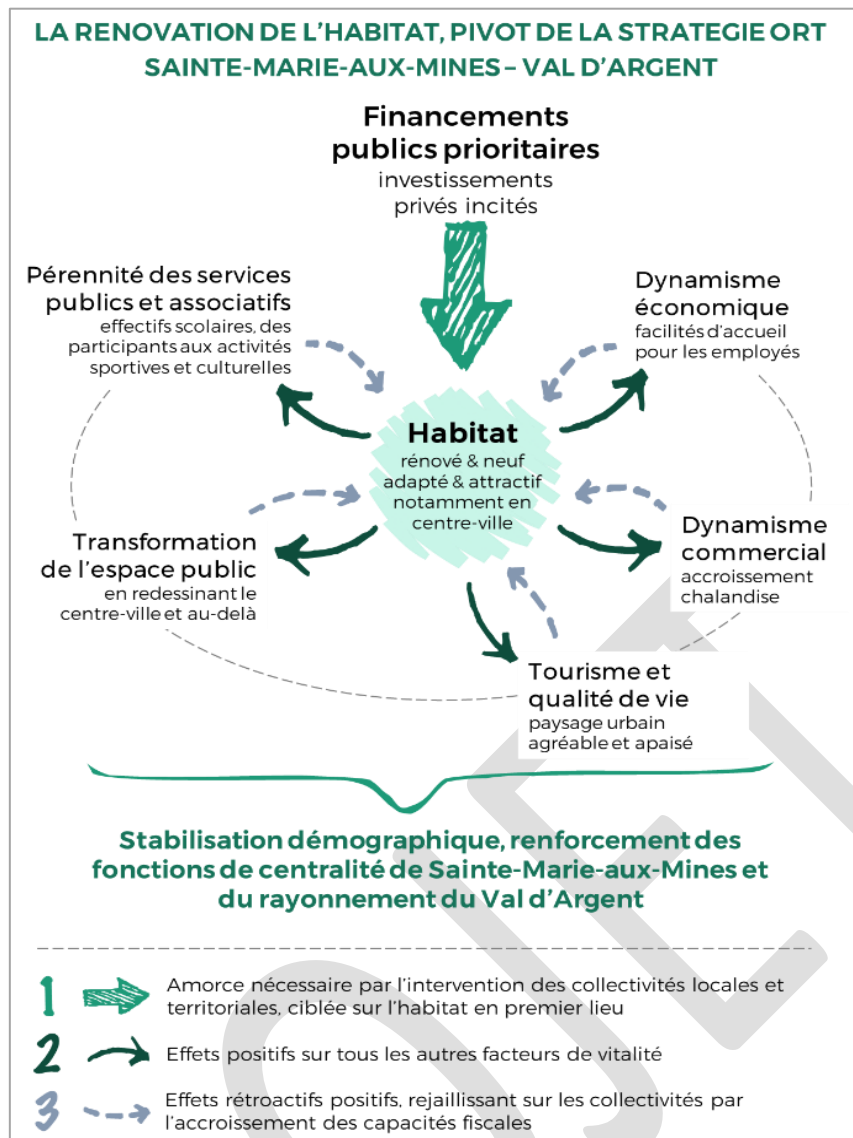 LA RENOVATION DE L'HABITAT, PIVOT DE LA STRATEGIE ORT
SAINTE-MARIE-AUX-MINES – VAL D'ARGENT
Financements
publics prioritaires
investissements
privés incités
Pérennité des services
publics et associatifs
effectifs scolaires, des
participants aux activités
sportives et culturelles
Dynamisme
économique
facilités d'accueil
pour les employés
Habitat
rénové & neuf
adapté & attractif
notamment en
centre-ville
Transformation
de l'espace public
en redessinant le
centre-ville et au-delà
Dynamisme
commercial
accroissement
chalandise
Tourisme et
qualité de vie
paysage urbain
agréable et apaisé
Stabilisation démographique, renforcement des
fonctions de centralité de Sainte-Marie-aux-Mines et
du rayonnement du Val d'Argent
1 Amorce nécessaire par l'intervention des collectivités locales et
territoriales, ciblée sur l'habitat en premier lieu
2 Effets positifs sur tous les autres facteurs de vitalité
3 Effets rétroactifs positifs, rejaillissant sur les collectivités par
l'accroissement des capacités fiscales